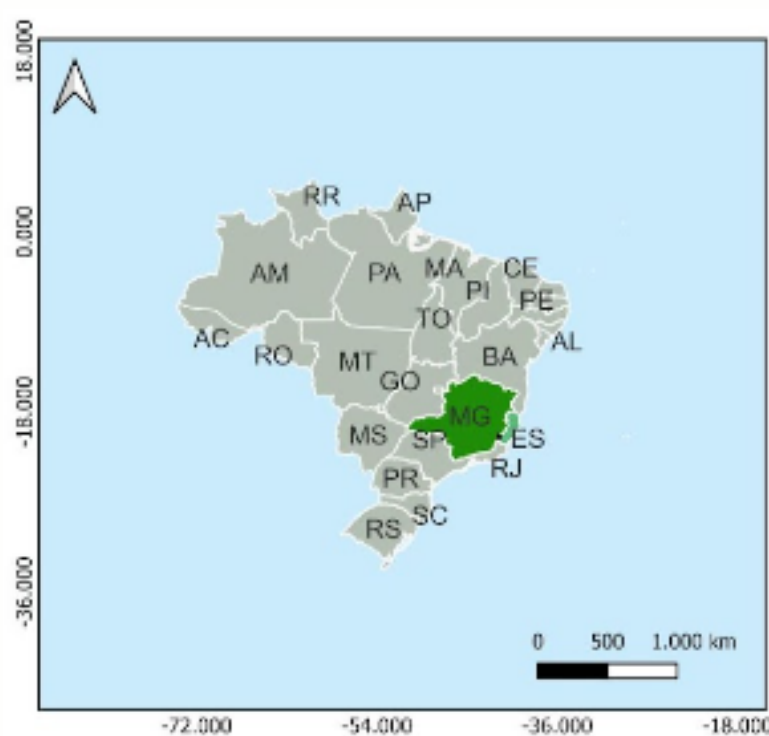 18.000
0.000
-18.000
-36.000
RR
AP
AM
PA
MA
CE
PI
PE
TO
AC
RO
AL
MT
BA
GO
MG
MS
SP
ES
RJ
PR
SC
RS
0 500 1.000 km
-72.000 -54.000 -36.000 -18.000